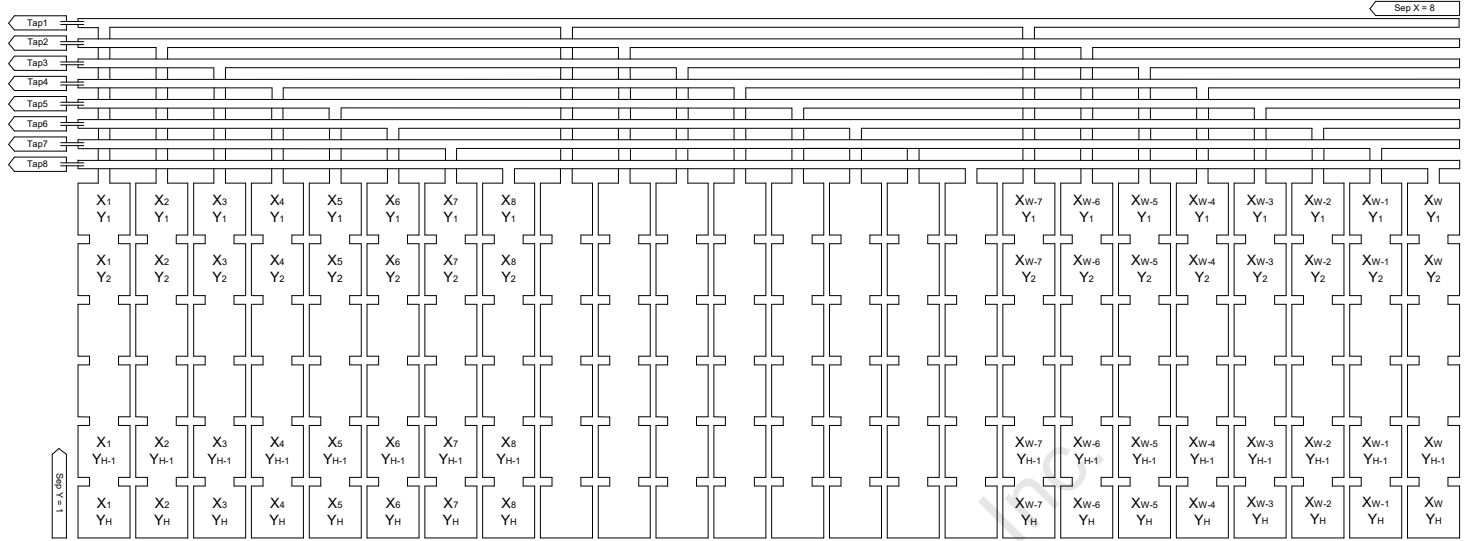 Sep X = 8
Tap1
Tap2
Tap3
Tap4
Tap5
Tap6
Tap7
Tap8
X1 X2 X3 X4 X5 X6 X7 X8 XW-7 XW-6 XW-5 XW-4 XW-3 XW-2 XW-1 XW
Y1 Y1 Y1 Y1 Y1 Y1 Y1 Y1 Y1 Y1 Y1 Y1 Y1 Y1 Y1 Y1
X1 X2 X3 X4 X5 X6 X7 X8 XW-7 XW-6 XW-5 XW-4 XW-3 XW-2 XW-1 XW
Y2 Y2 Y2 Y2 Y2 Y2 Y2 Y2 Y2 Y2 Y2 Y2 Y2 Y2 Y2 Y2
X1 X2 X3 X4 X5 X6 X7 X8 XW-7 XW-6 XW-5 XW-4 XW-3 XW-2 XW-1 XW
YH-1 YH-1 YH-1 YH-1 YH-1 YH-1 YH-1 YH-1 YH-1 YH-1 YH-1 YH-1 YH-1 YH-1 YH-1 YH-1
Sep Y = 1
X1 X2 X3 X4 X5 X6 X7 X8 XW-7 XW-6 XW-5 XW-4 XW-3 XW-2 XW-1 XW
YH YH YH YH YH YH YH YH YH YH YH YH YH YH YH YH
Inc.